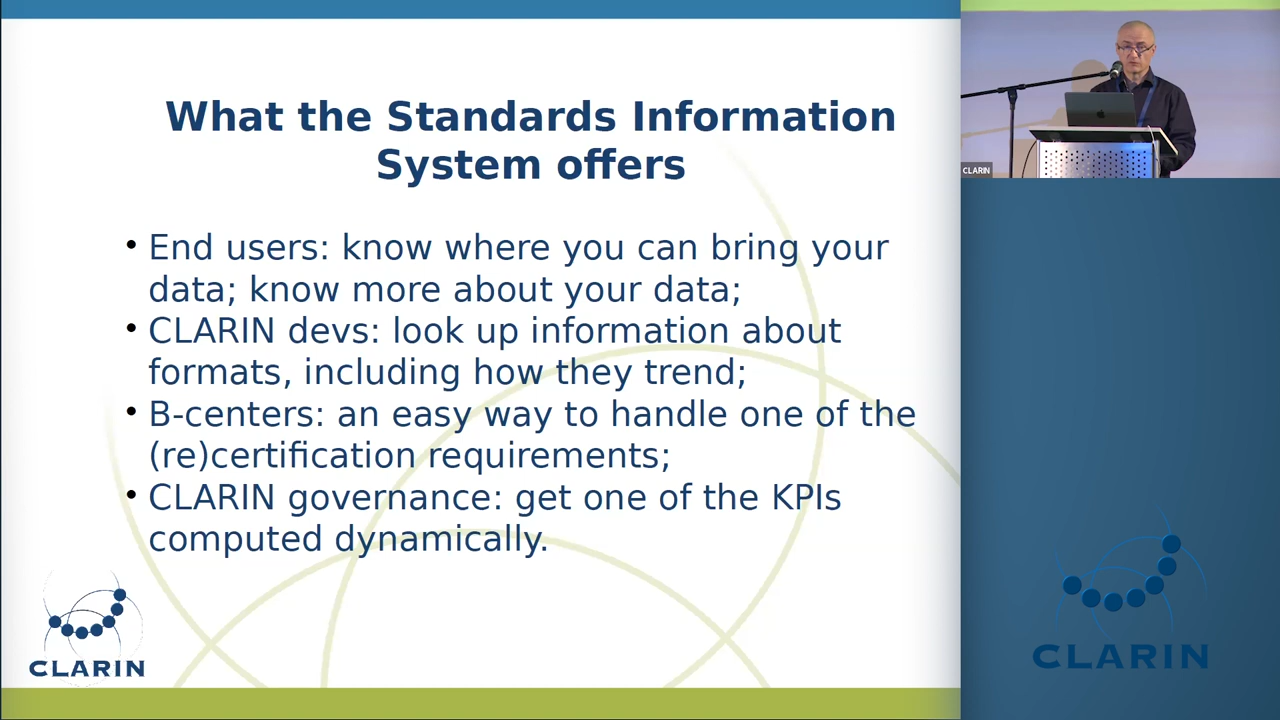 What the Standards Information
System offers
• End users: know where you can bring your
data; know more about your data;
• CLARIN devs: look up information about
formats, including how they trend;
• B-centers: an easy way to handle one of the
(re)certification requirements;
• CLARIN governance: get one of the KPIs
computed dynamically.
CLARIN
CLARIN
CLARIN